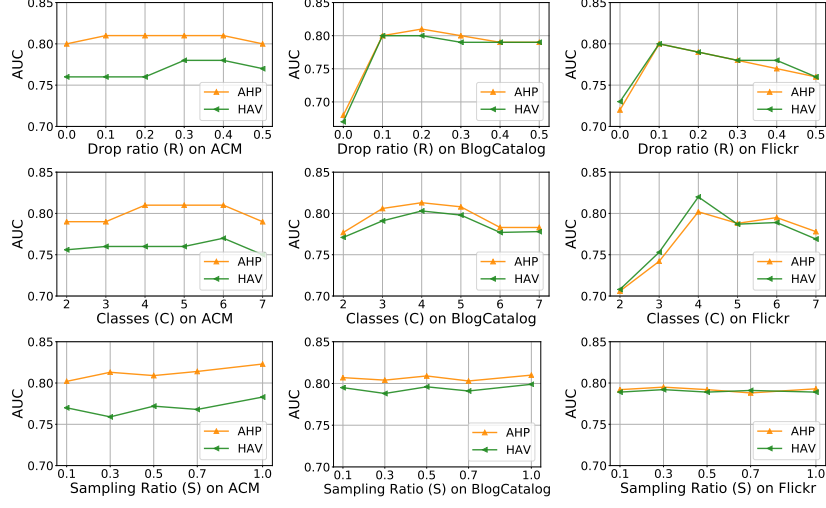 0.85
0.80
0.75
0.70
AUC
AHP
HAV
0.0 0.1 0.2 0.3 0.4 0.5
Drop ratio (R) on ACM
0.85
0.80
0.75
0.70
AUC
AHP
HAV
0.0 0.1 0.2 0.3 0.4 0.5
Drop ratio (R) on BlogCatalog
0.85
0.80
0.75
0.70
AUC
AHP
HAV
0.0 0.1 0.2 0.3 0.4 0.5
Drop ratio (R) on Flickr
0.85
0.80
0.75
0.70
AUC
AHP
HAV
2 3 4 5 6 7
Classes (C) on ACM
0.85
0.80
0.75
0.70
AUC
AHP
HAV
2 3 4 5 6 7
Classes (C) on BlogCatalog
0.85
0.80
0.75
0.70
AUC
AHP
HAV
2 3 4 5 6 7
Classes (C) on Flickr
0.85
0.80
0.75
0.70
AUC
AHP
HAV
0.1 0.3 0.5 0.7 1.0
Sampling Ratio (S) on ACM
0.85
0.80
0.75
0.70
AUC
AHP
HAV
0.1 0.3 0.5 0.7 1.0
Sampling Ratio (S) on BlogCatalog
0.85
0.80
0.75
0.70
AUC
AHP
HAV
0.1 0.3 0.5 0.7 1.0
Sampling Ratio (S) on Flickr